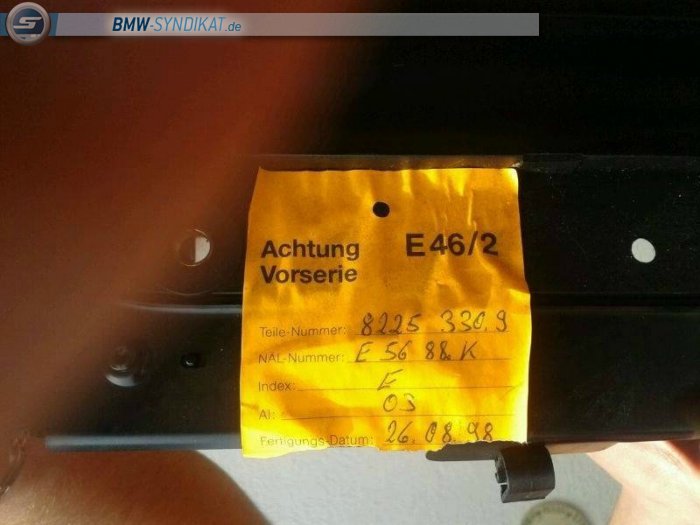 BMW-SYNDIKAT.de
Achtung E46/2
Vorserie
Teile-Nummer: 8225 330.9
NAL-Nummer: E 56 88 K
Index: E
AI: 03
Fertigungs-Datum: 26.08.98